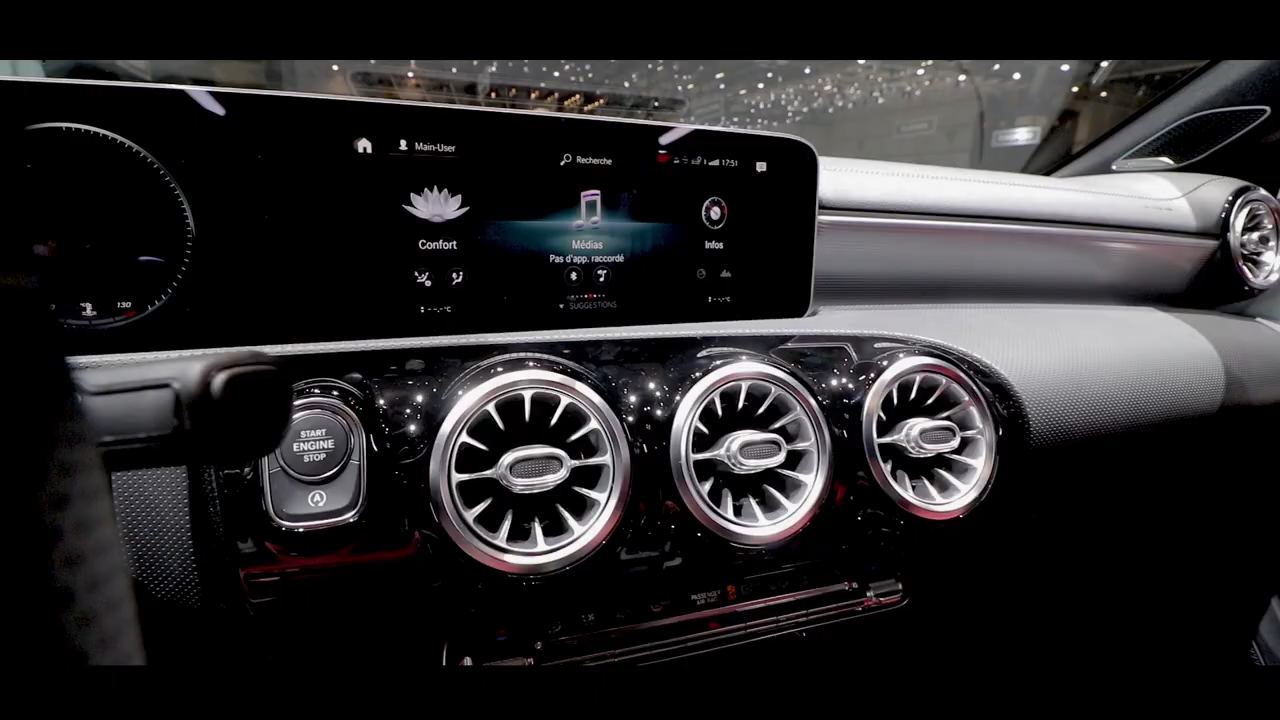 Main-User
Recherche
17:51
Confort
Médias
Infos
Pas d'app. raccordé
SUGGESTIONS
130
START
ENGINE
STOP
A
PASSENGER
AIR BAG